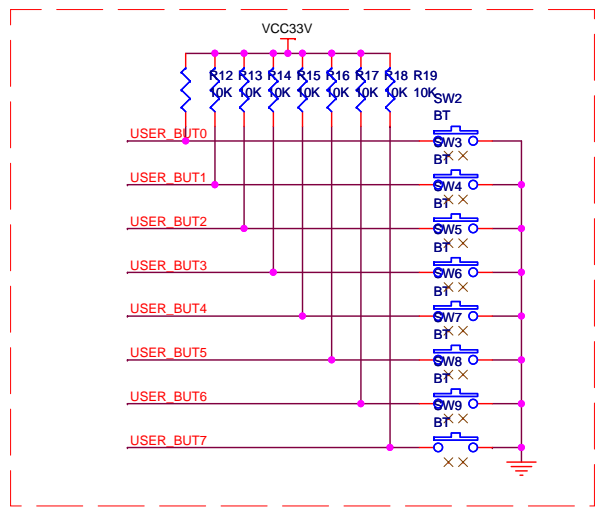 VCC33V
R12 R13 R14 R15 R16 R17 R18 R19
10K 10K 10K 10K 10K 10K 10K 10K
SW2
BT
USER_BUT0
SW3
BT
USER_BUT1
SW4
BT
USER_BUT2
SW5
BT
USER_BUT3
SW6
BT
USER_BUT4
SW7
BT
USER_BUT5
SW8
BT
USER_BUT6
SW9
BT
USER_BUT7